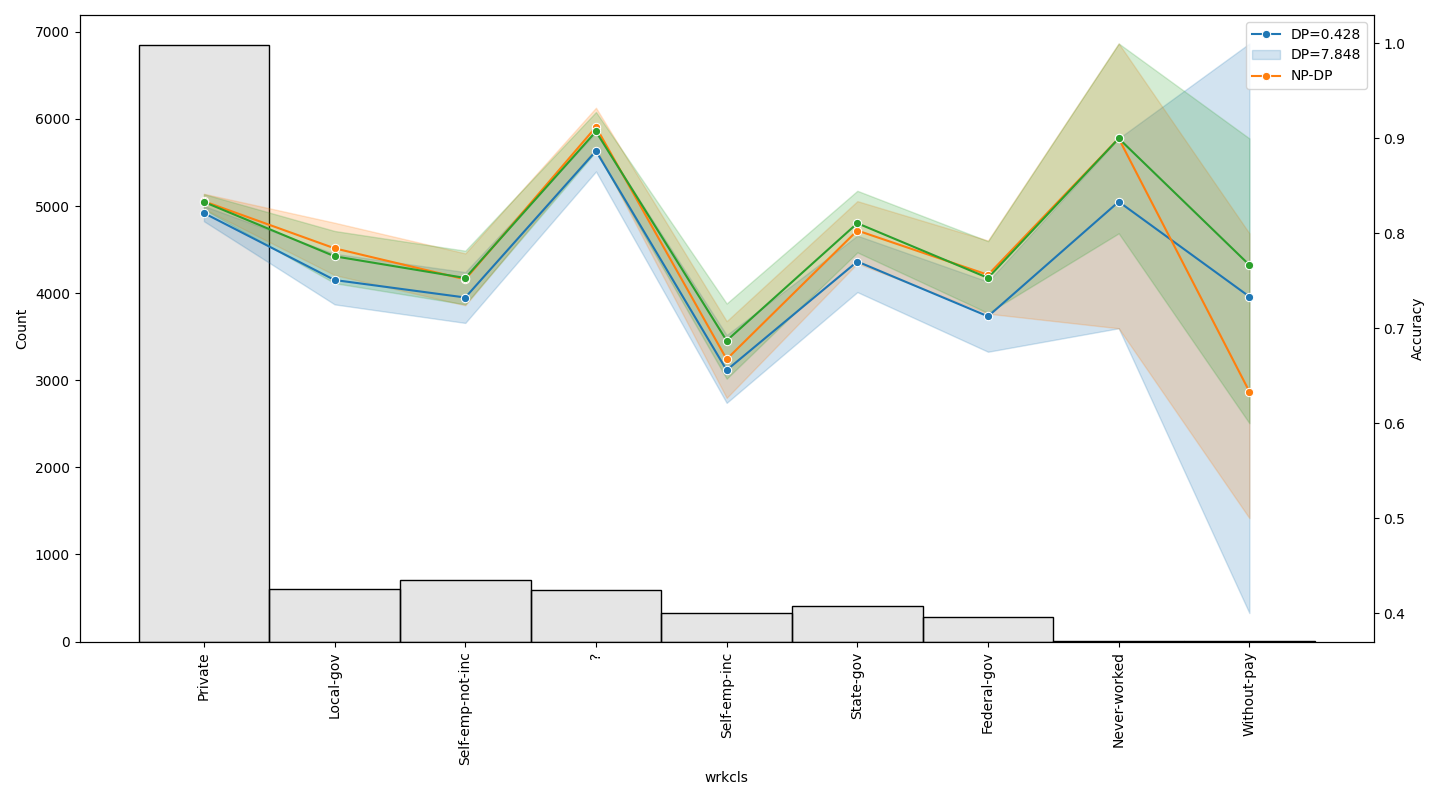 7000
6000
5000
4000
3000
2000
1000
0
Count
1.0
0.9
0.8
0.7
0.6
0.5
0.4
Accuracy
DP=0.428
DP=7.848
NP-DP
Private
Local-gov
Self-emp-not-inc
?
Self-emp-inc
State-gov
Federal-gov
Never-worked
Without-pay
wrkcls